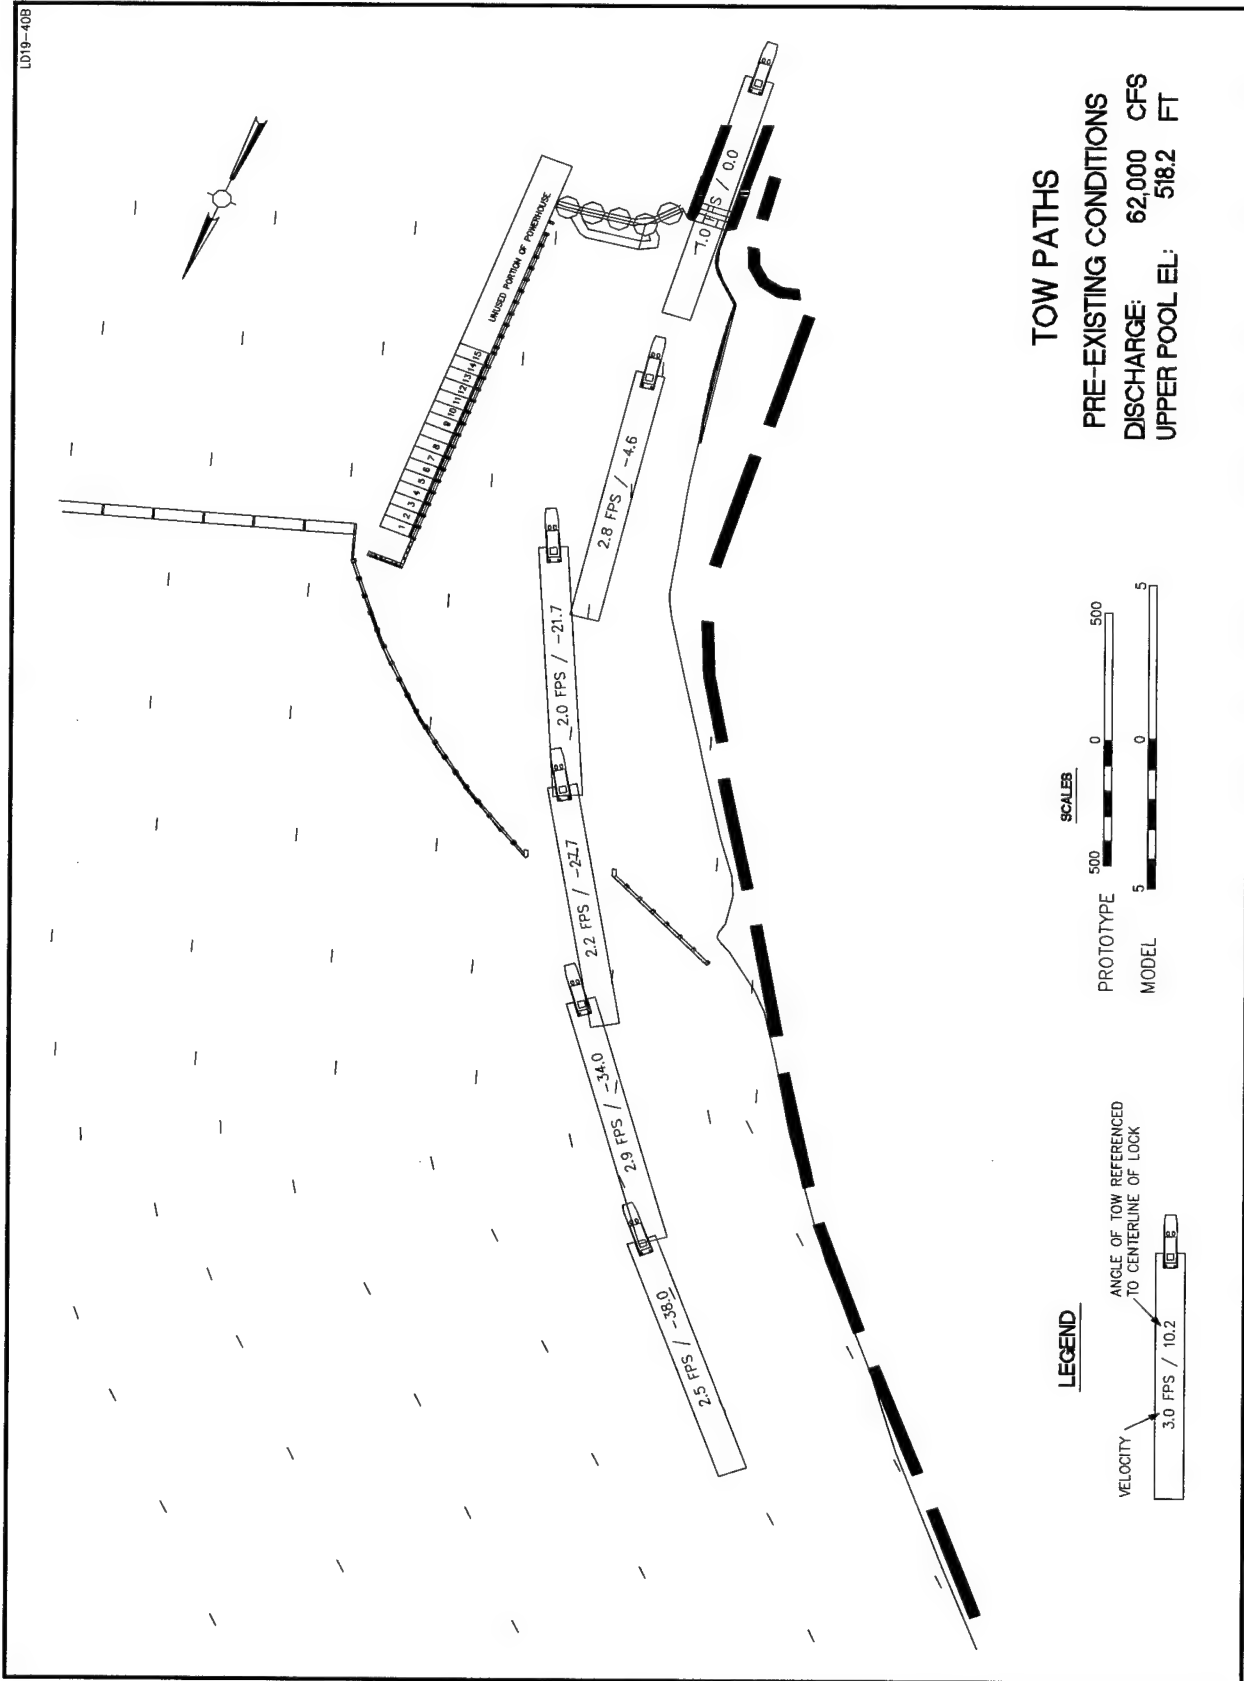 LD19-40B
UNUSED PORTION OF POWERHOUSE
1 2 3 4 5 6 7 8 9 10 11 12 13 14 15
2.5 FPS / -38.0
2.9 FPS / -34.0
2.2 FPS / -27.7
2.0 FPS / -21.7
2.8 FPS / -4.6
FPS / 0.0
TOW PATHS
PRE-EXISTING CONDITIONS
DISCHARGE: 62,000 CFS
UPPER POOL EL: 518.2 FT
SCALES
PROTOTYPE 500 0 500
MODEL 5 0 5
LEGEND
VELOCITY
ANGLE OF TOW REFERENCED
TO CENTERLINE OF LOCK
3.0 FPS / 10.2